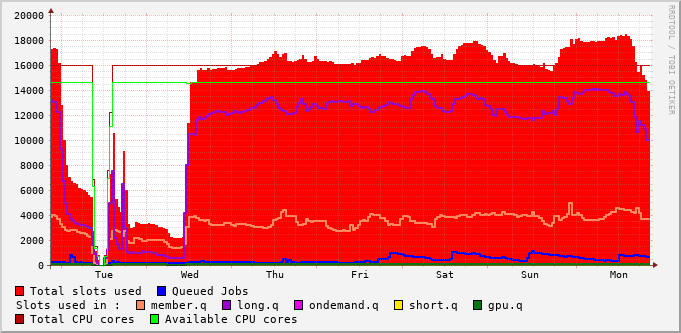 20000
18000
16000
14000
12000
10000
8000
6000
4000
2000
0
Tue Wed Thu Fri Sat Sun Mon
Total slots used Queued Jobs
Slots used in : member.q long.q ondemand.q short.q gpu.q
Total CPU cores Available CPU cores
RRDTOOL / TOBI OETIKER